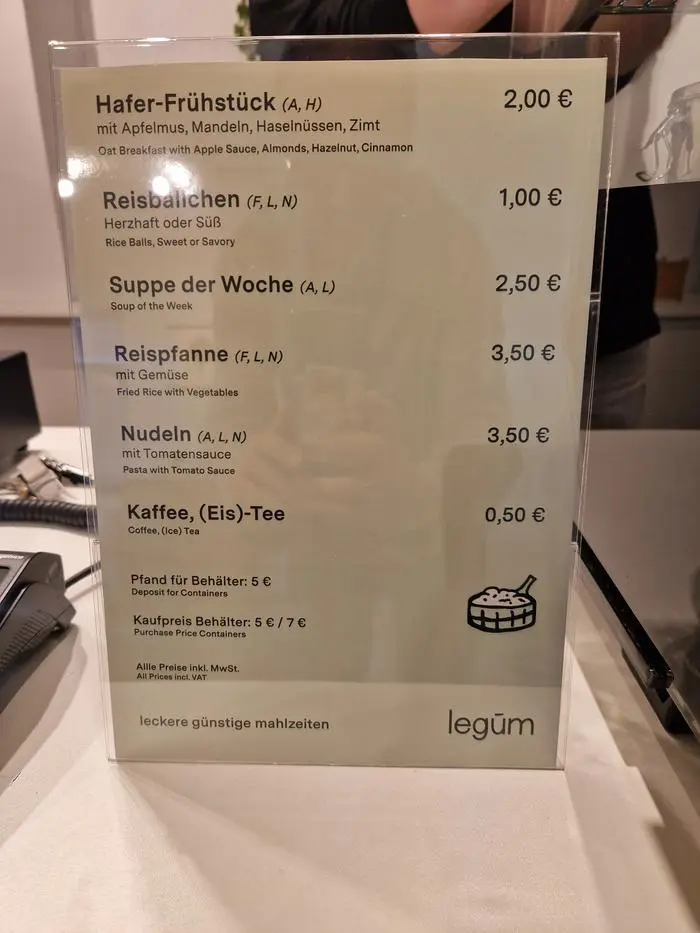 Hafer-Frühstück (A, H) 2,00 €
mit Apfelmus, Mandeln, Haselnüssen, Zimt
Oat Breakfast with Apple Sauce, Almonds, Hazelnut, Cinnamon
Reisbällchen (F, L, N) 1,00 €
Herzhaft oder Süß
Rice Balls, Sweet or Savory
Suppe der Woche (A, L) 2,50 €
Soup of the Week
Reispfanne (F, L, N) 3,50 €
mit Gemüse
Fried Rice with Vegetables
Nudeln (A, L, N) 3,50 €
mit Tomatensauce
Pasta with Tomato Sauce
Kaffee, (Eis)-Tee 0,50 €
Coffee, (Ice) Tea
Pfand für Behälter: 5 €
Deposit for Containers
Kaufpreis Behälter: 5 € / 7 €
Purchase Price Containers
Allle Preise inkl. MwSt.
All Prices incl. VAT
leckere günstige mahlzeiten legūm